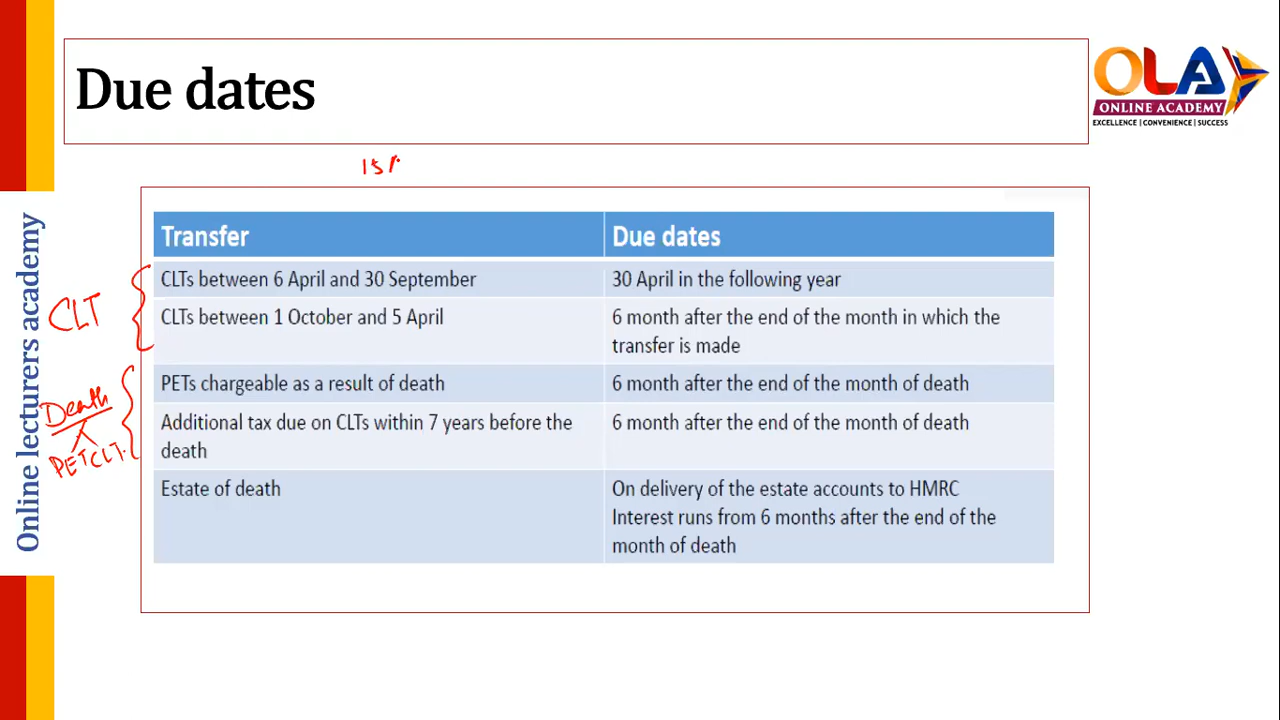 Due dates
OLA
ONLINE ACADEMY
EXCELLENCE | CONVENIENCE | SUCCESS
Online lecturers academy
Transfer Due dates
CLTs between 6 April and 30 September 30 April in the following year
CLTs between 1 October and 5 April 6 month after the end of the month in which the
transfer is made
PETs chargeable as a result of death 6 month after the end of the month of death
Additional tax due on CLTs within 7 years before the 6 month after the end of the month of death
death
Estate of death On delivery of the estate accounts to HMRC
Interest runs from 6 months after the end of the
month of death
CLT
Death
PET CLT